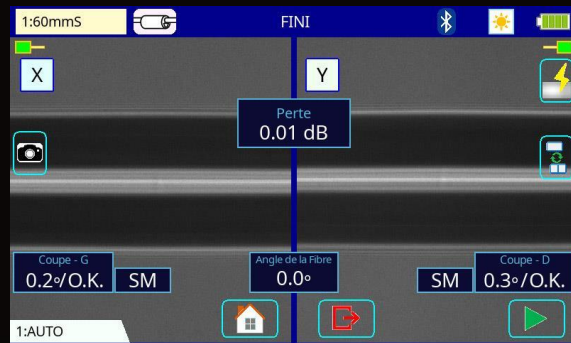 1:60mmS
FINI
X
Y
Perte
0.01 dB
Coupe - G
0.2°/O.K.
SM
Angle de la Fibre
0.0°
SM
Coupe - D
0.3°/O.K.
1:AUTO